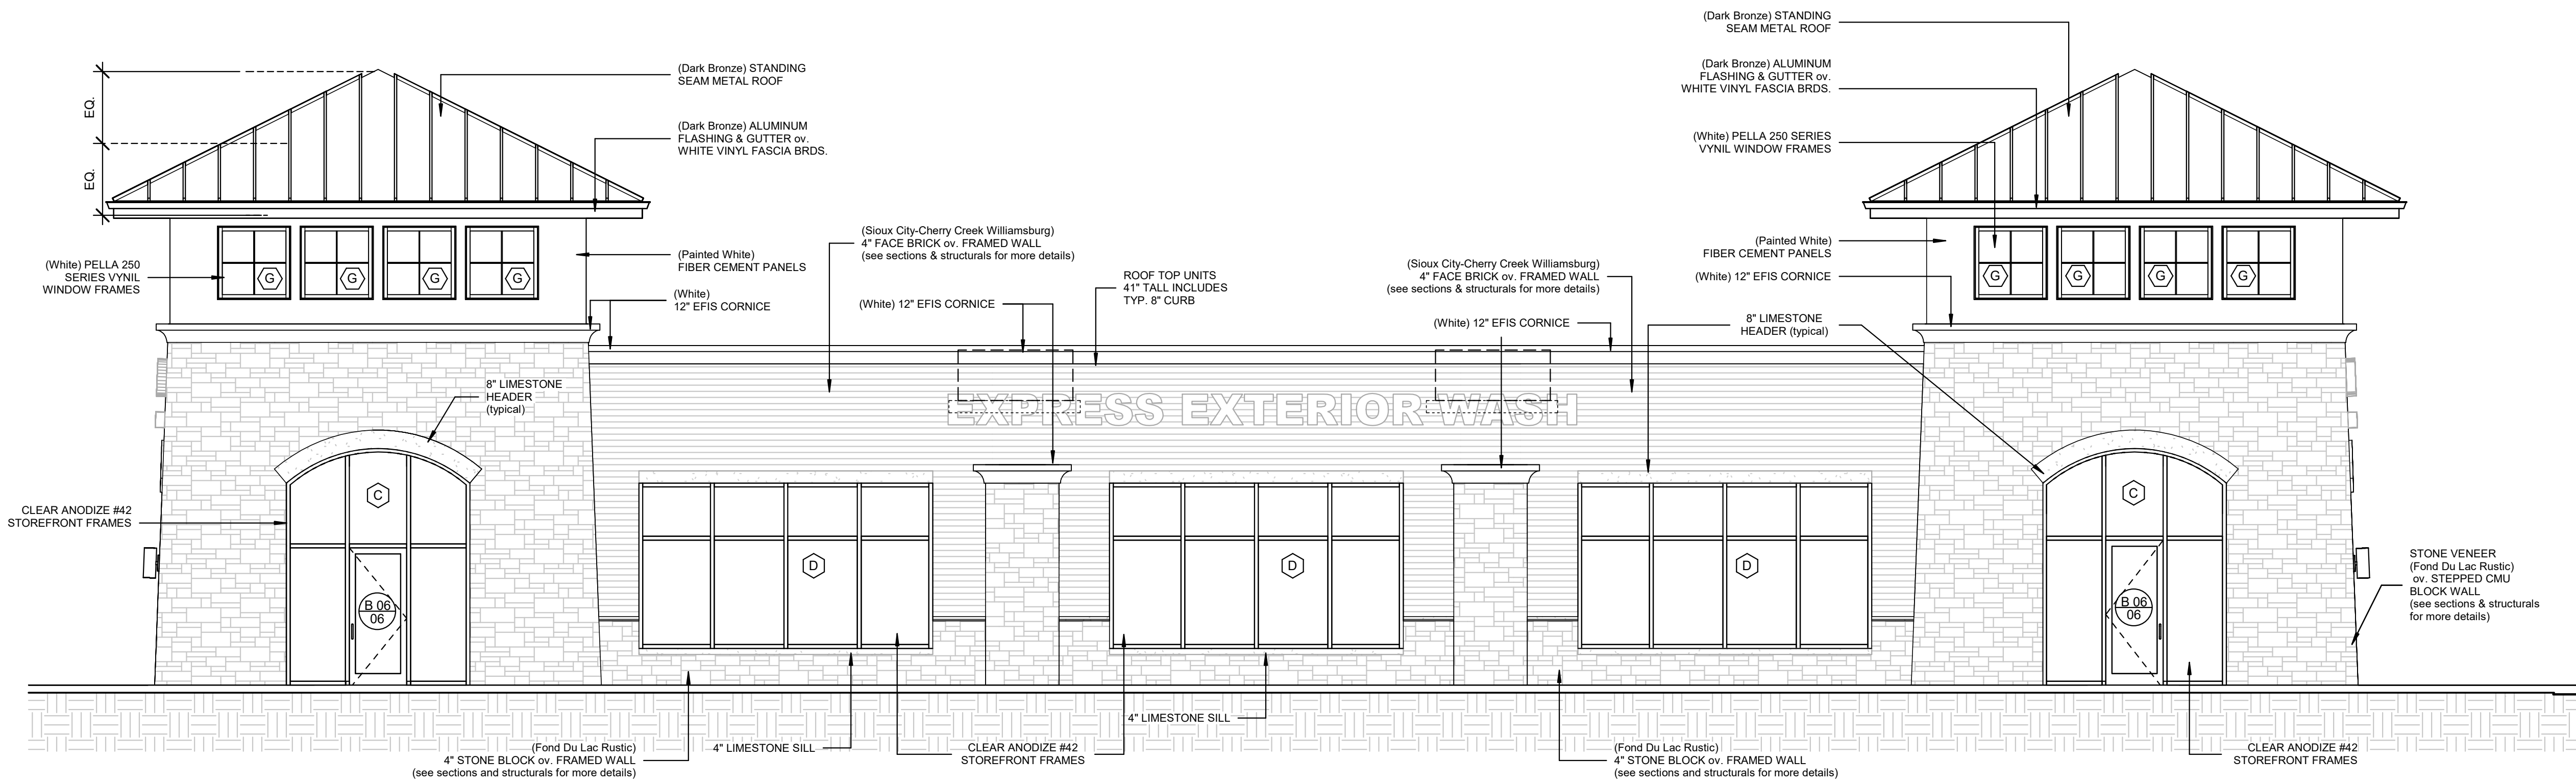 (Dark Bronze) STANDING
SEAM METAL ROOF
(Dark Bronze) ALUMINUM
FLASHING & GUTTER ov.
WHITE VINYL FASCIA BRDS.
(White) PELLA 250 SERIES
VYNIL WINDOW FRAMES
(Dark Bronze) STANDING
SEAM METAL ROOF
(Dark Bronze) ALUMINUM
FLASHING & GUTTER ov.
WHITE VINYL FASCIA BRDS.
EQ.
EQ.
(White) PELLA 250
SERIES VYNIL
WINDOW FRAMES
G
G
G
G
(Painted White)
FIBER CEMENT PANELS
(White)
12" EFIS CORNICE
(Sioux City-Cherry Creek Williamsburg)
4" FACE BRICK ov. FRAMED WALL
(see sections & structurals for more details)
(White) 12" EFIS CORNICE
ROOF TOP UNITS
41" TALL INCLUDES
TYP. 8" CURB
(Sioux City-Cherry Creek Williamsburg)
4" FACE BRICK ov. FRAMED WALL
(see sections & structurals for more details)
(White) 12" EFIS CORNICE
(Painted White)
FIBER CEMENT PANELS
(White) 12" EFIS CORNICE
G
G
G
G
8" LIMESTONE
HEADER (typical)
8" LIMESTONE
HEADER
(typical)
EXPRESS EXTERIOR WASH
C
C
CLEAR ANODIZE #42
STOREFRONT FRAMES
D
D
D
B 06
06
B 06
06
STONE VENEER
(Fond Du Lac Rustic)
ov. STEPPED CMU
BLOCK WALL
(see sections & structurals
for more details)
(Fond Du Lac Rustic)
4" STONE BLOCK ov. FRAMED WALL
(see sections and structurals for more details)
4" LIMESTONE SILL
CLEAR ANODIZE #42
STOREFRONT FRAMES
4" LIMESTONE SILL
(Fond Du Lac Rustic)
4" STONE BLOCK ov. FRAMED WALL
(see sections and structurals for more details)
CLEAR ANODIZE #42
STOREFRONT FRAMES